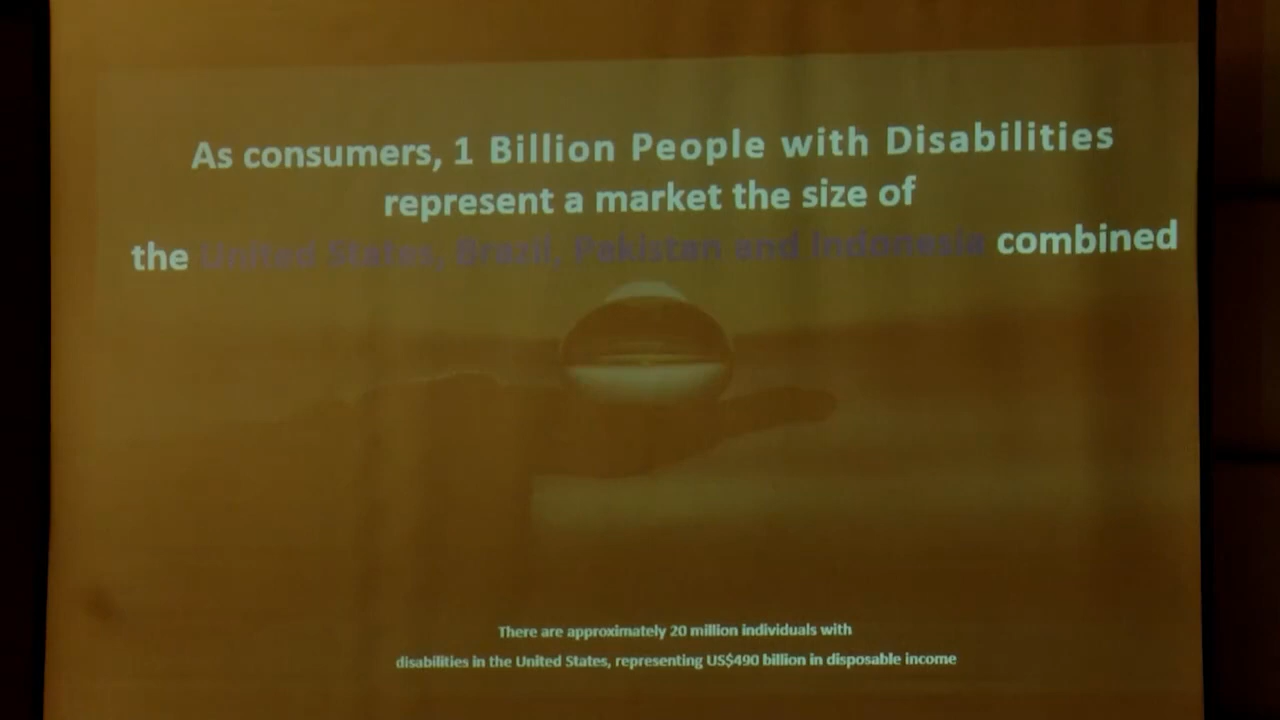 As consumers, 1 Billion People with Disabilities
represent a market the size of
the United States, Brazil, Pakistan and Indonesia combined
There are approximately 20 million individuals with
disabilities in the United States, representing US$490 billion in disposable income